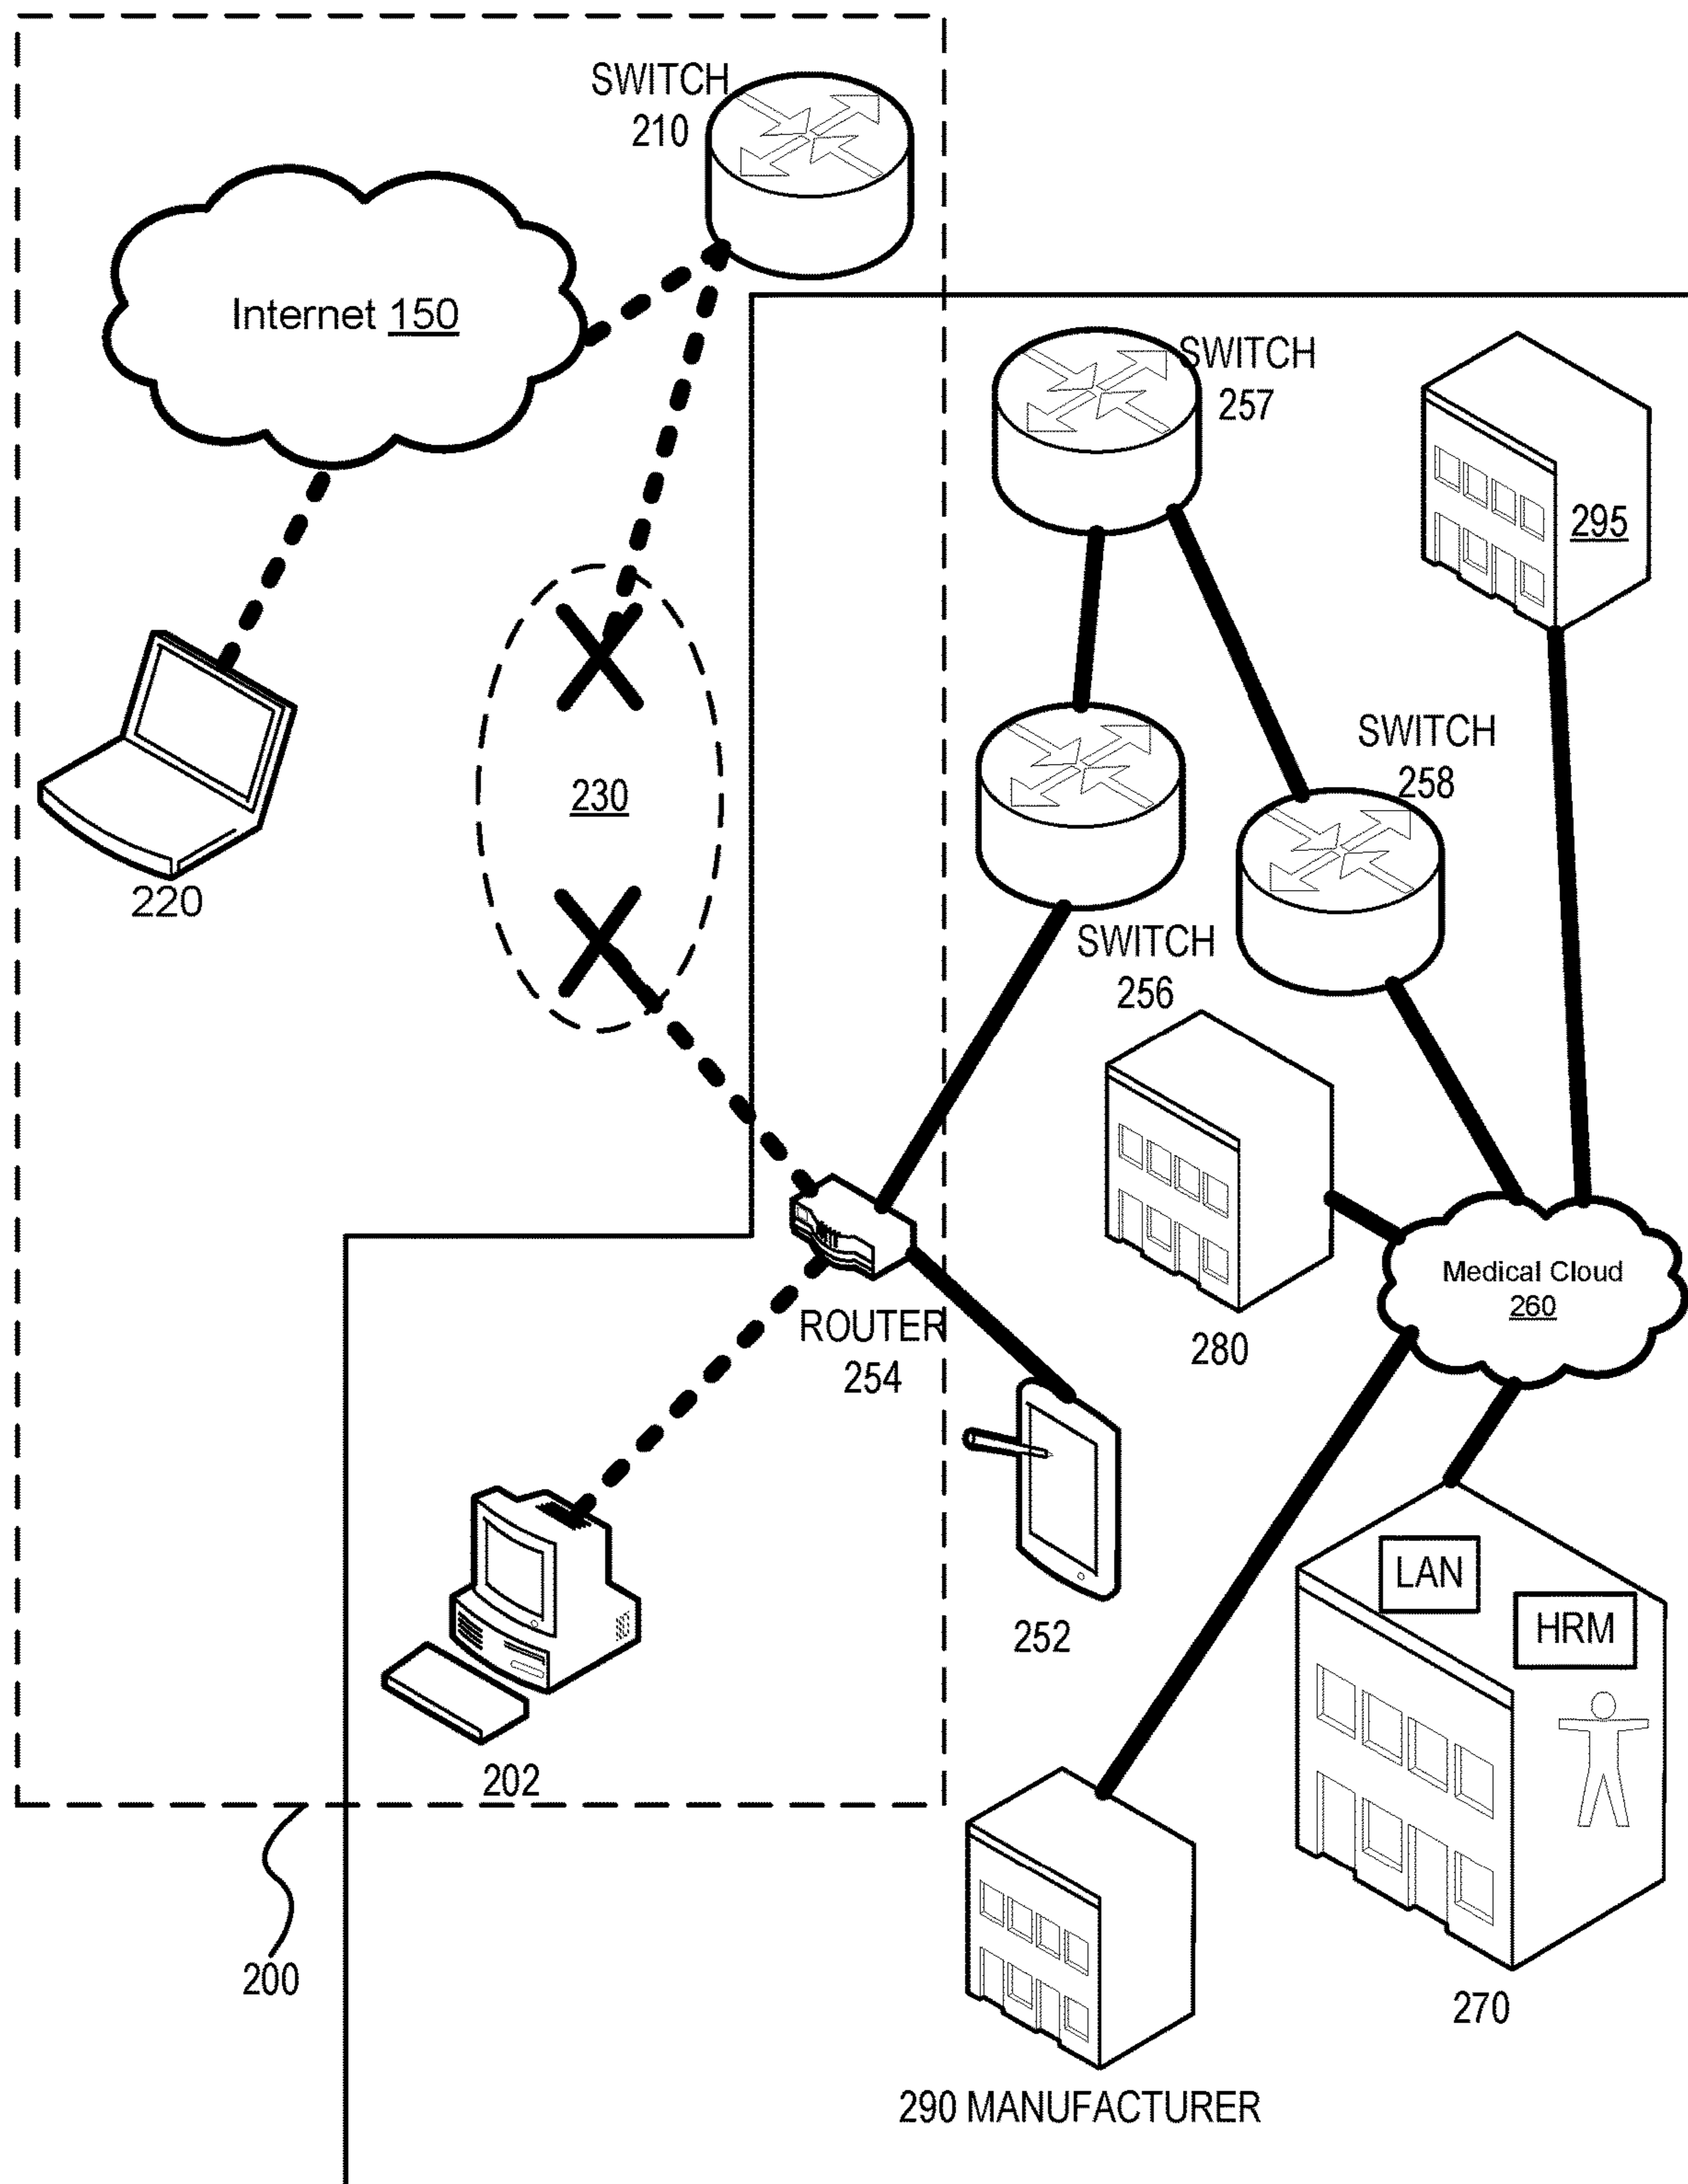 SWITCH
210
Internet 150
SWITCH
257
295
SWITCH
258
230
220
SWITCH
256
Medical Cloud
260
ROUTER
254
280
LAN
HRM
252
202
200
270
290 MANUFACTURER